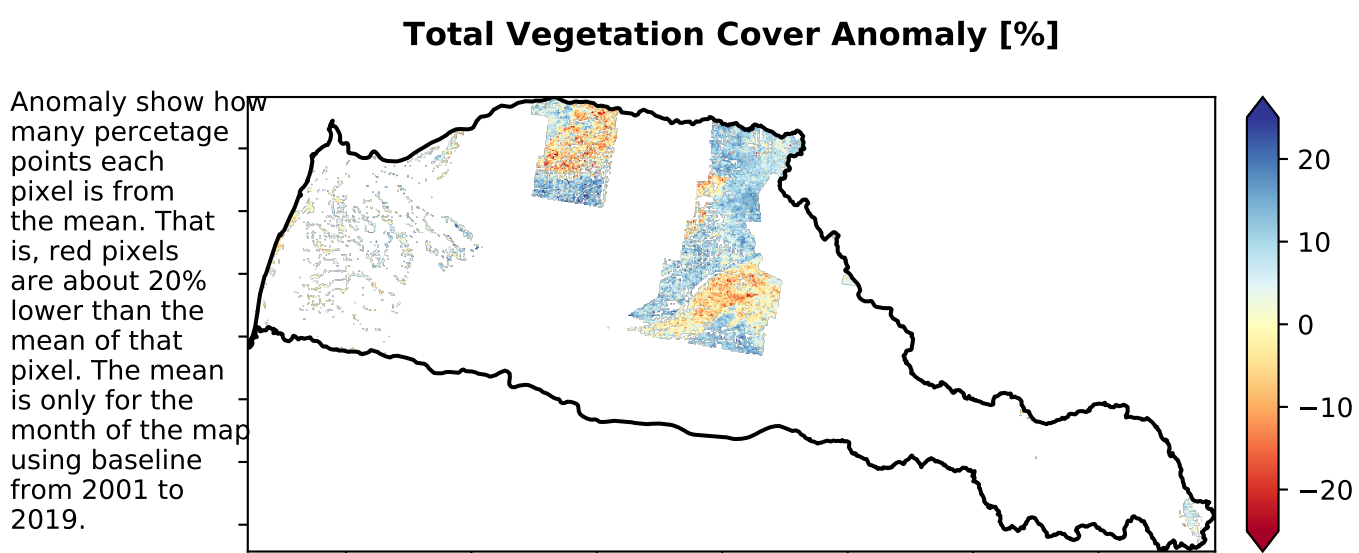 Total Vegetation Cover Anomaly [%]
Anomaly show how
many percetage
points each
pixel is from
the mean. That
is, red pixels
are about 20%
lower than the
mean of that
pixel. The mean
is only for the
month of the map
using baseline
from 2001 to
2019.
20
10
0
−10
−20